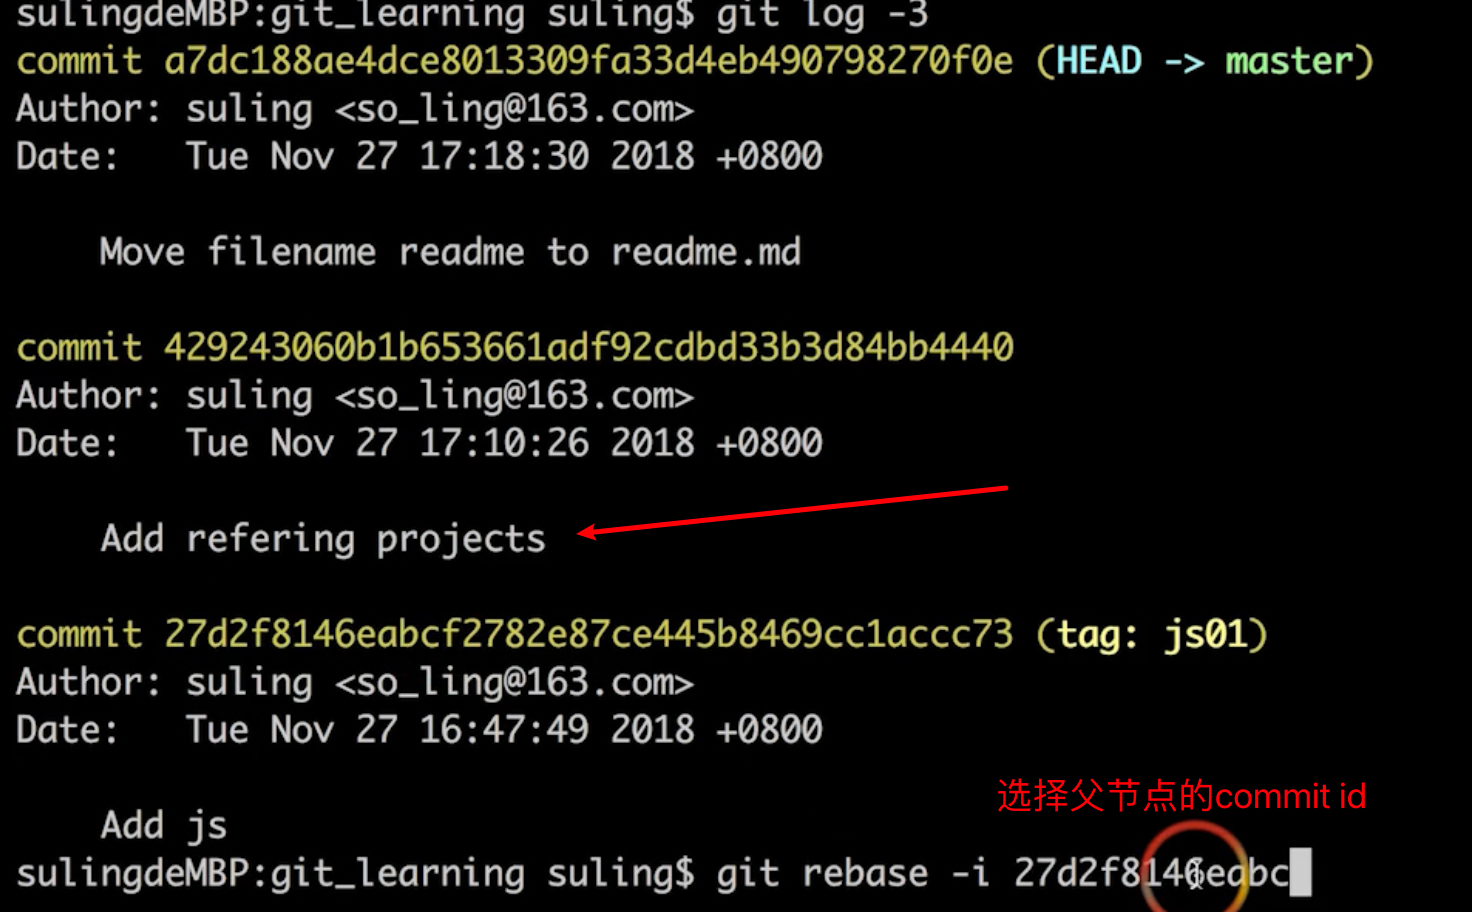 sulingdeMBP:git_learning suling$ git log -3
commit a7dc188ae4dce8013309fa33d4eb490798270f0e (HEAD -> master)
Author: suling <so_ling@163.com>
Date:   Tue Nov 27 17:18:30 2018 +0800
Move filename readme to readme.md
commit 429243060b1b653661adf92cdbd33b3d84bb4440
Author: suling <so_ling@163.com>
Date:   Tue Nov 27 17:10:26 2018 +0800
Add refering projects
commit 27d2f8146eabcf2782e87ce445b8469cc1accc73 (tag: js01)
Author: suling <so_ling@163.com>
Date:   Tue Nov 27 16:47:49 2018 +0800
选择父节点的commit id
Add js
sulingdeMBP:git_learning suling$ git rebase -i 27d2f8146eabc